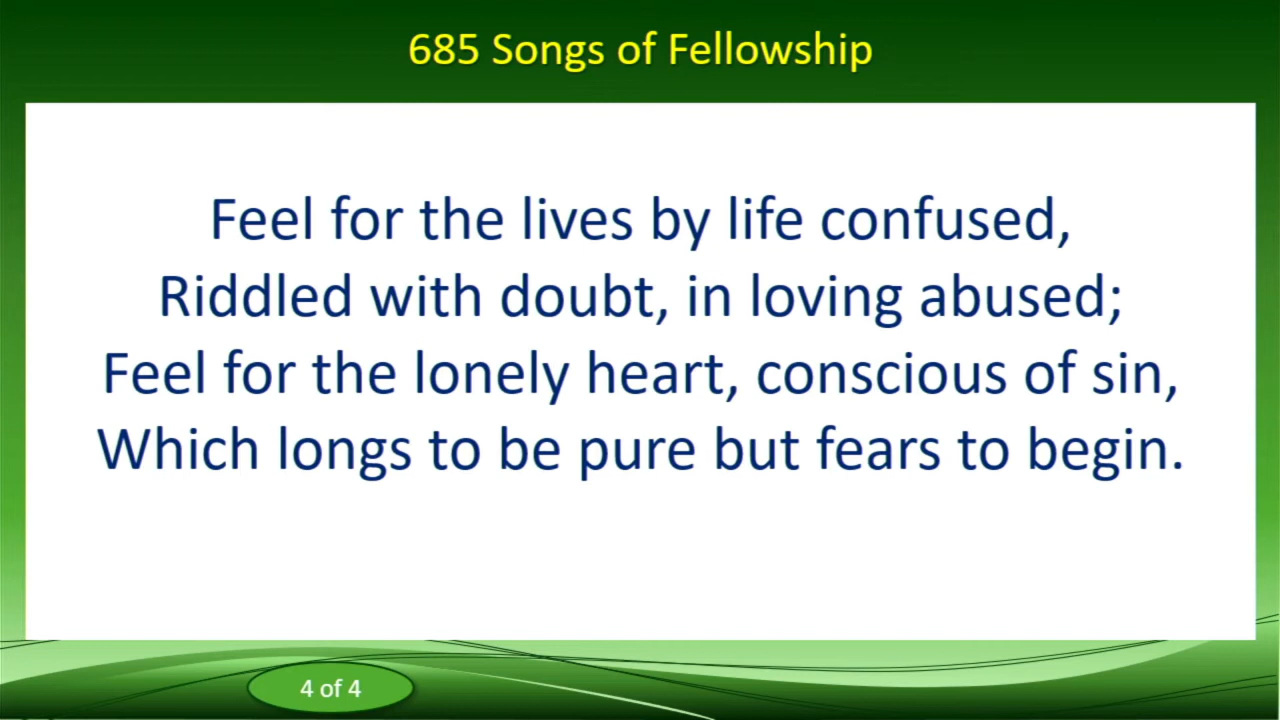 685 Songs of Fellowship
Feel for the lives by life confused,
Riddled with doubt, in loving abused;
Feel for the lonely heart, conscious of sin,
Which longs to be pure but fears to begin.
4 of 4